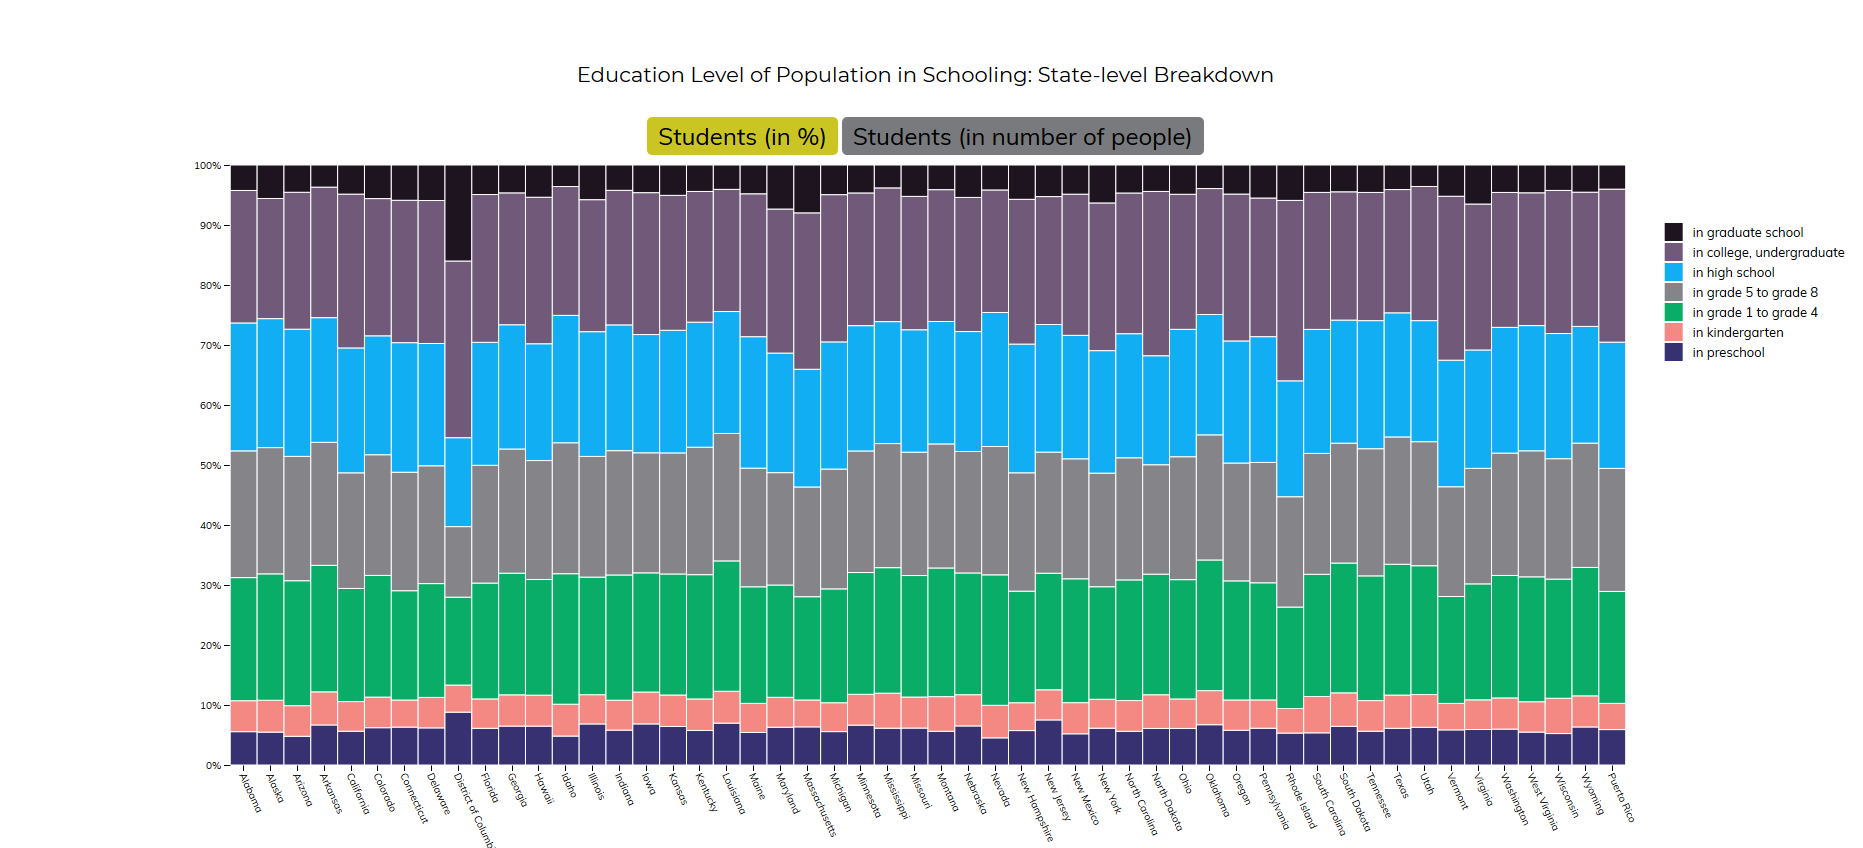 Education Level of Population in Schooling: State-level Breakdown
Students (in %)
Students (in number of people)
100%
90%
80%
70%
60%
50%
40%
30%
20%
10%
0%
in graduate school
in college, undergraduate
in high school
in grade 5 to grade 8
in grade 1 to grade 4
in kindergarten
in preschool
Alabama
Alaska
Arizona
Arkansas
California
Colorado
Connecticut
Delaware
District of Columb
Florida
Georgia
Hawaii
Idaho
Illinois
Indiana
Iowa
Kansas
Kentucky
Louisiana
Maine
Maryland
Massachusetts
Michigan
Minnesota
Mississippi
Missouri
Montana
Nebraska
Nevada
New Hampshire
New Jersey
New Mexico
New York
North Carolina
North Dakota
Ohio
Oklahoma
Oregon
Pennsylvania
Rhode Island
South Carolina
South Dakota
Tennessee
Texas
Utah
Vermont
Virginia
Washington
West Virginia
Wisconsin
Wyoming
Puerto Rico